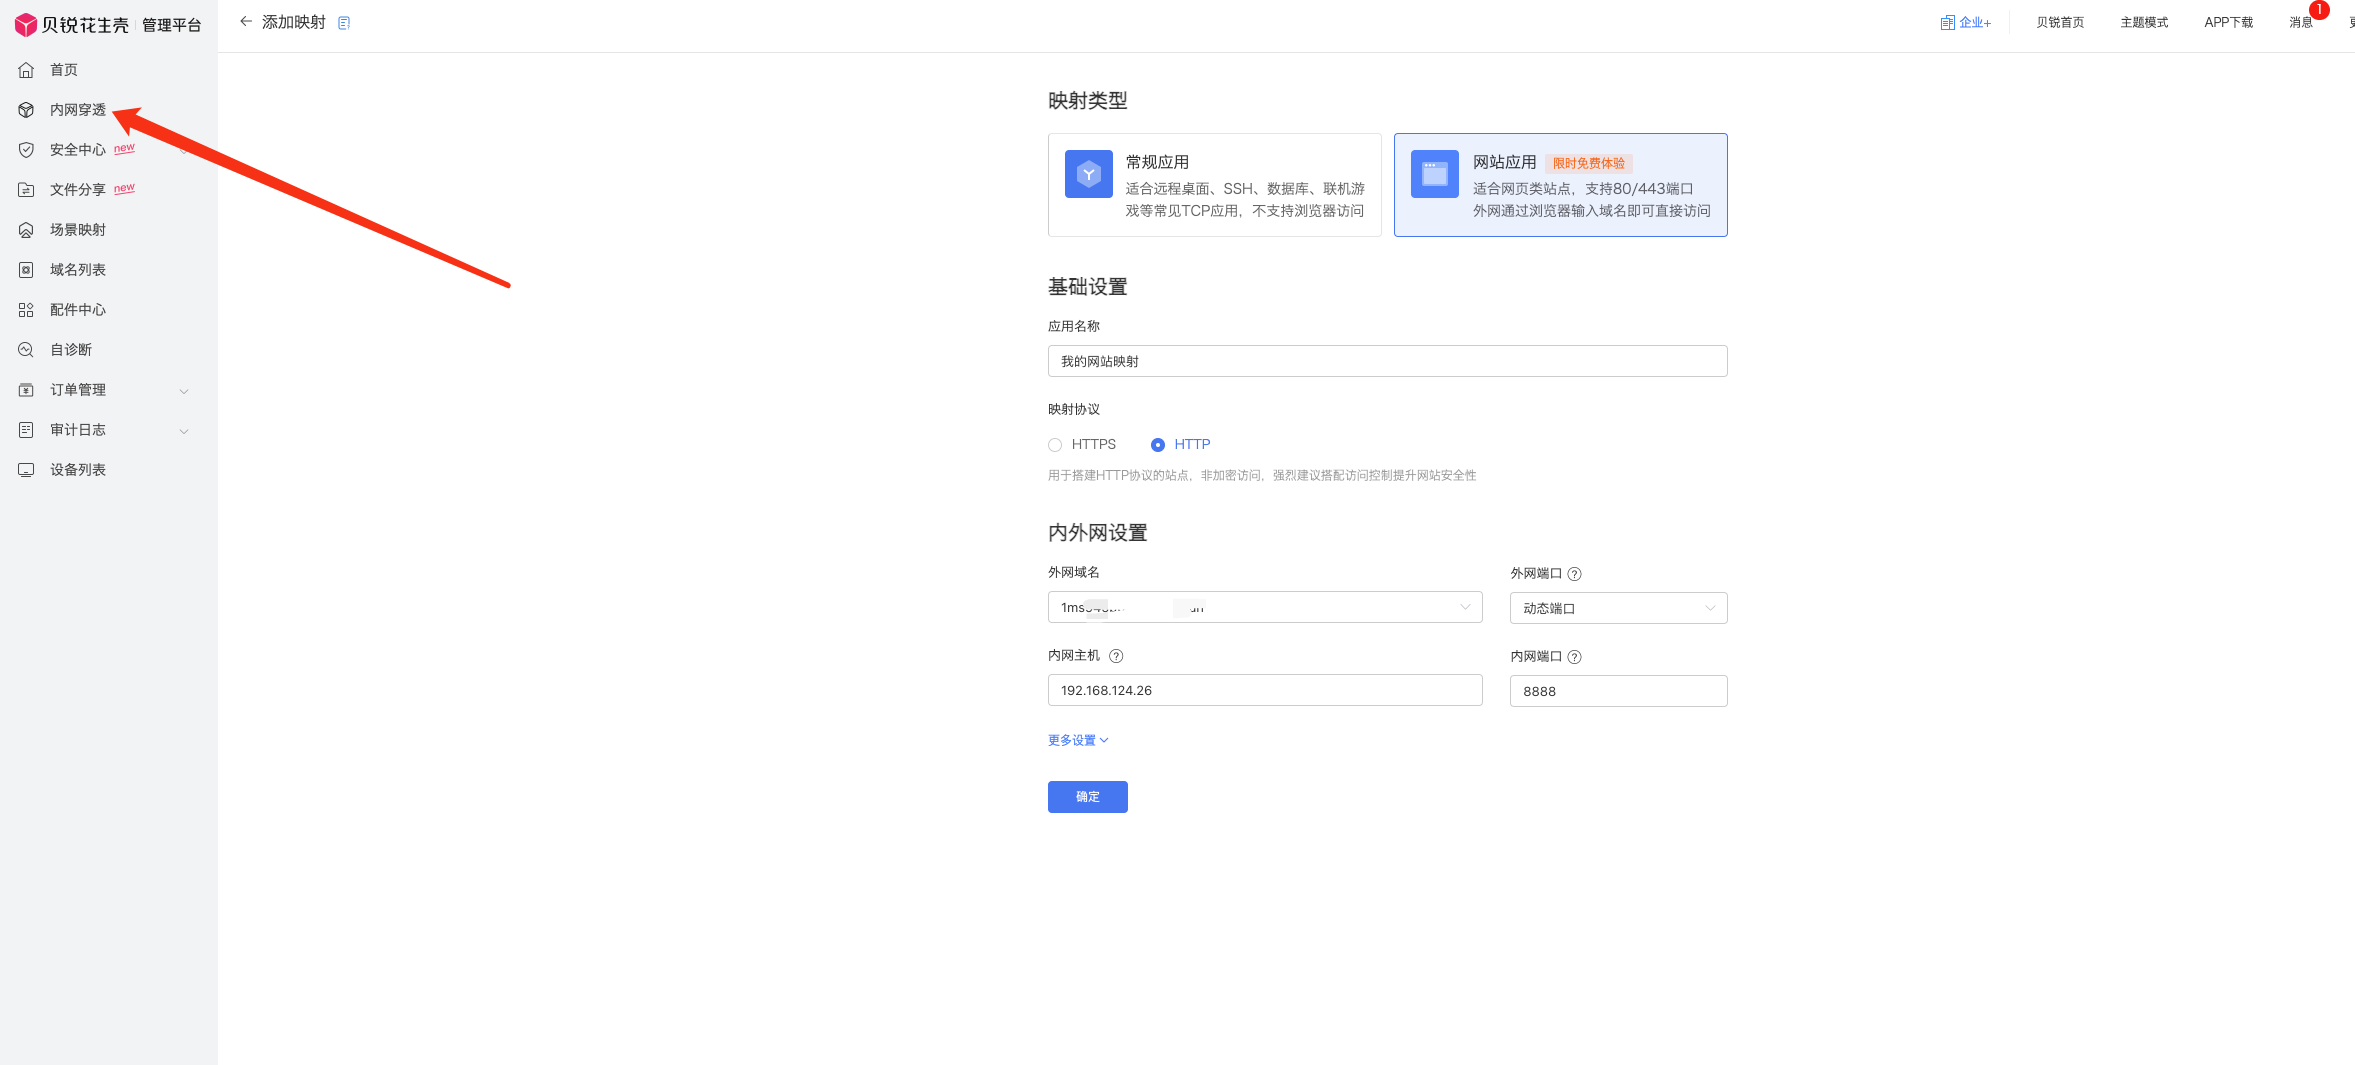 贝锐花生壳 管理平台
首页
内网穿透
安全中心 new
文件分享 new
场景映射
域名列表
配件中心
自诊断
订单管理
审计日志
设备列表
添加映射
企业+
贝锐首页
主题模式
APP下载
消息 1
映射类型
常规应用
适合远程桌面、SSH、数据库、联机游
戏等常见TCP应用，不支持浏览器访问
网站应用 限时免费体验
适合网页类站点，支持80/443端口
外网通过浏览器输入域名即可直接访问
基础设置
应用名称
我的网站映射
映射协议
HTTPS HTTP
用于搭建HTTP协议的站点，非加密访问，强烈建议搭配访问控制提升网站安全性
内外网设置
外网域名
外网端口
动态端口
内网主机
192.168.124.26
内网端口
8888
更多设置
确定